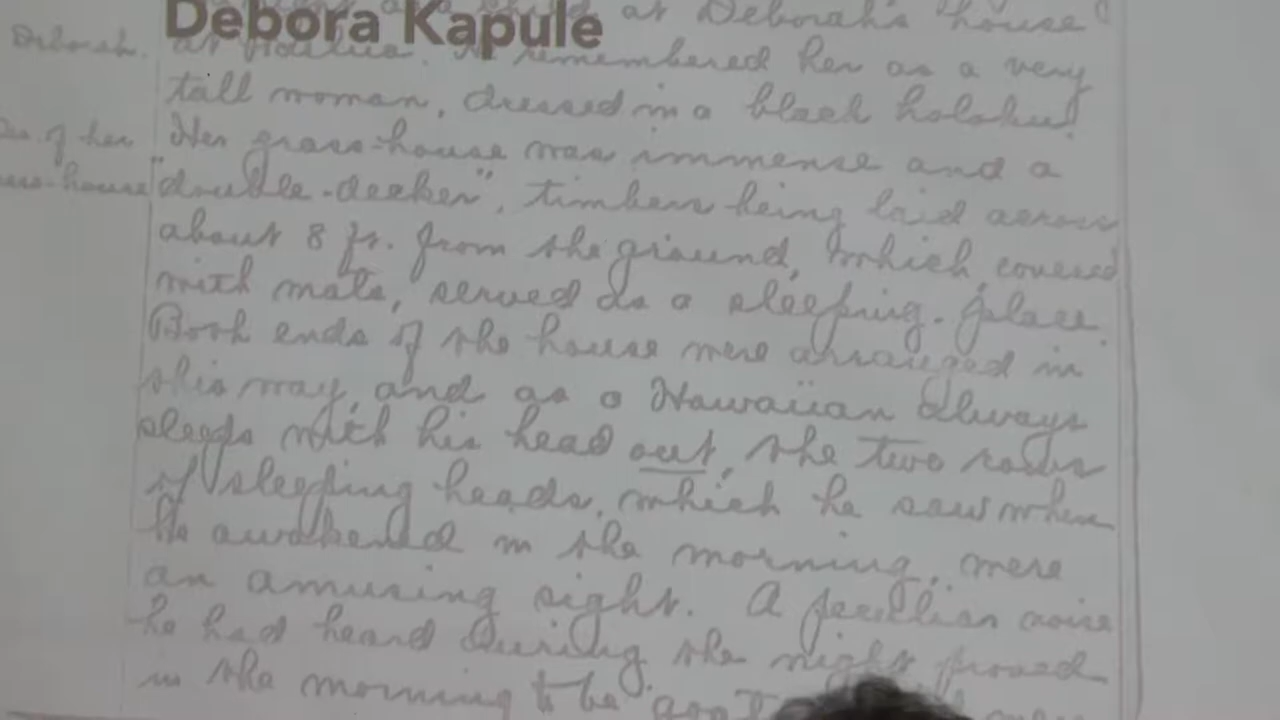 Debora Kapule
at Deborah's house
Deborah. remembered her as a very
tall woman, dressed in a black holoku.
of her Her grass-house was immense and a
house "double-decker", timbers being laid across
about 8 ft. from the ground, which, covered
with mats, served as a sleeping-place.
Both ends of the house were arranged in
this way, and as a Hawaiian always
sleeps with his head out, the two rows
of sleeping heads, which he saw when
he awakened in the morning, were
an amusing sight. A peculiar noise
he had heard during the night proved
in the morning to be